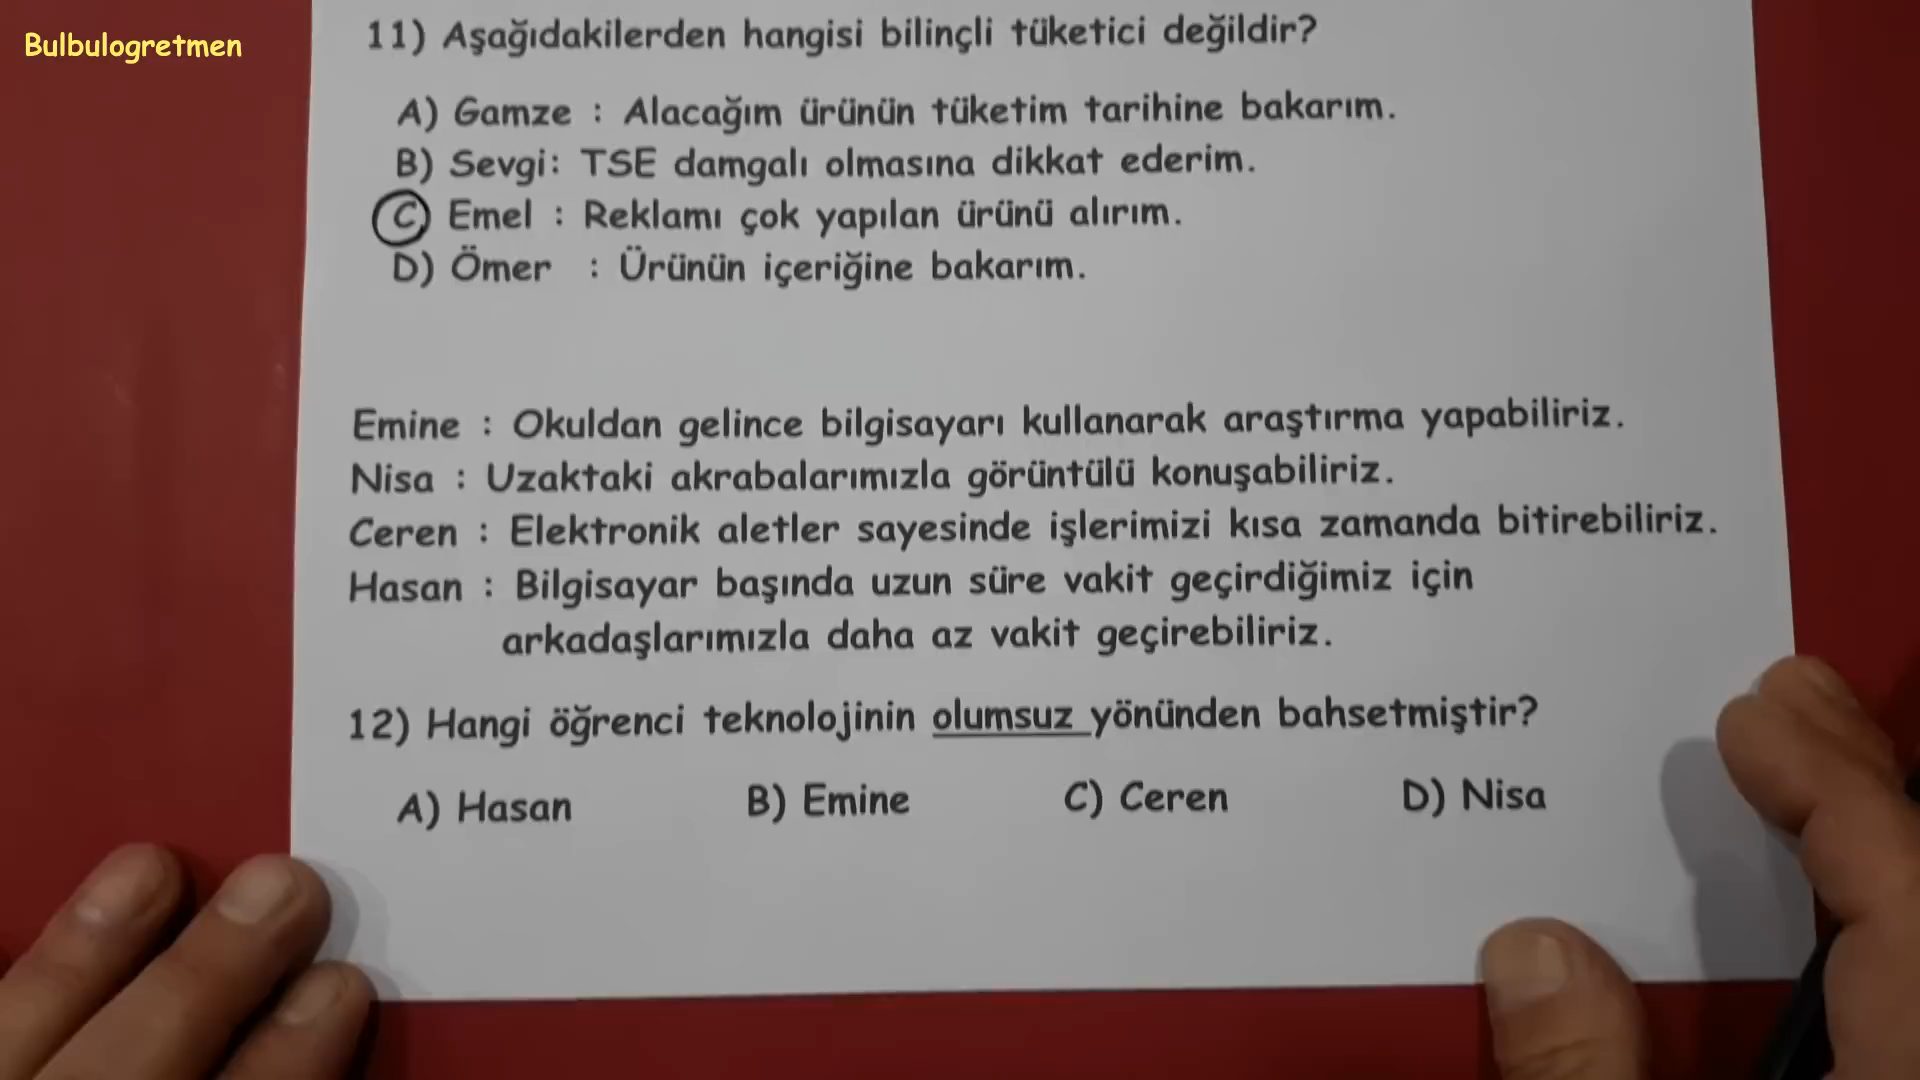 Bulbulogretmen
11) Aşağıdakilerden hangisi bilinçli tüketici değildir?
A) Gamze : Alacağım ürünün tüketim tarihine bakarım.
B) Sevgi: TSE damgalı olmasına dikkat ederim.
C) Emel : Reklamı çok yapılan ürünü alırım.
D) Ömer : Ürünün içeriğine bakarım.
Emine : Okuldan gelince bilgisayarı kullanarak araştırma yapabiliriz.
Nisa : Uzaktaki akrabalarımızla görüntülü konuşabiliriz.
Ceren : Elektronik aletler sayesinde işlerimizi kısa zamanda bitirebiliriz.
Hasan : Bilgisayar başında uzun süre vakit geçirdiğimiz için
arkadaşlarımızla daha az vakit geçirebiliriz.
12) Hangi öğrenci teknolojinin olumsuz yönünden bahsetmiştir?
A) Hasan B) Emine C) Ceren D) Nisa